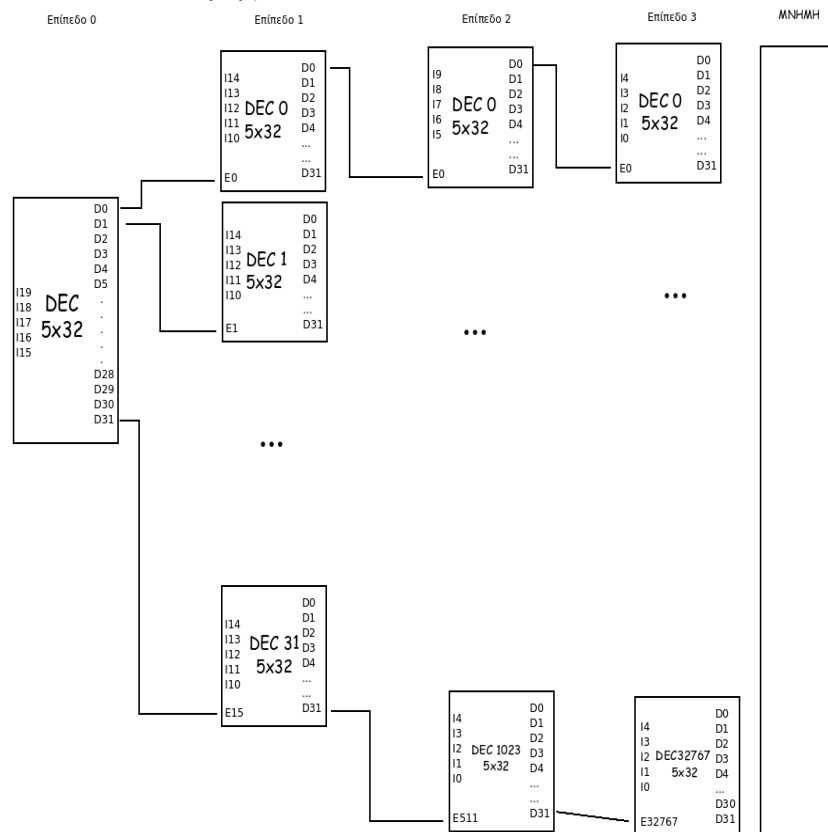 Επίπεδο 0
Επίπεδο 1
Επίπεδο 2
Επίπεδο 3
ΜΝΗΜΗ
I19
I18
I17
I16
I15
DEC
5x32
D0
D1
D2
D3
D4
D5
.
.
.
.
.
D28
D29
D30
D31
I14
I13
I12
I11
I10
E0
DEC 0
5x32
D0
D1
D2
D3
D4
...
...
D31
I14
I13
I12
I11
I10
E1
DEC 1
5x32
D0
D1
D2
D3
D4
...
...
D31
...
I14
I13
I12
I11
I10
E15
DEC 31
5x32
D0
D1
D2
D3
D4
...
...
D31
I9
I8
I7
I6
I5
E0
DEC 0
5x32
D0
D1
D2
D3
D4
...
...
D31
...
I4
I3
I2
I1
I0
E511
DEC 1023
5x32
D0
D1
D2
D3
D4
...
...
D31
I4
I3
I2
I1
I0
E0
DEC 0
5x32
D0
D1
D2
D3
D4
...
...
D31
...
I4
I3
I2
I1
I0
E32767
DEC32767
5x32
D0
D1
D2
D3
D4
...
D30
D31